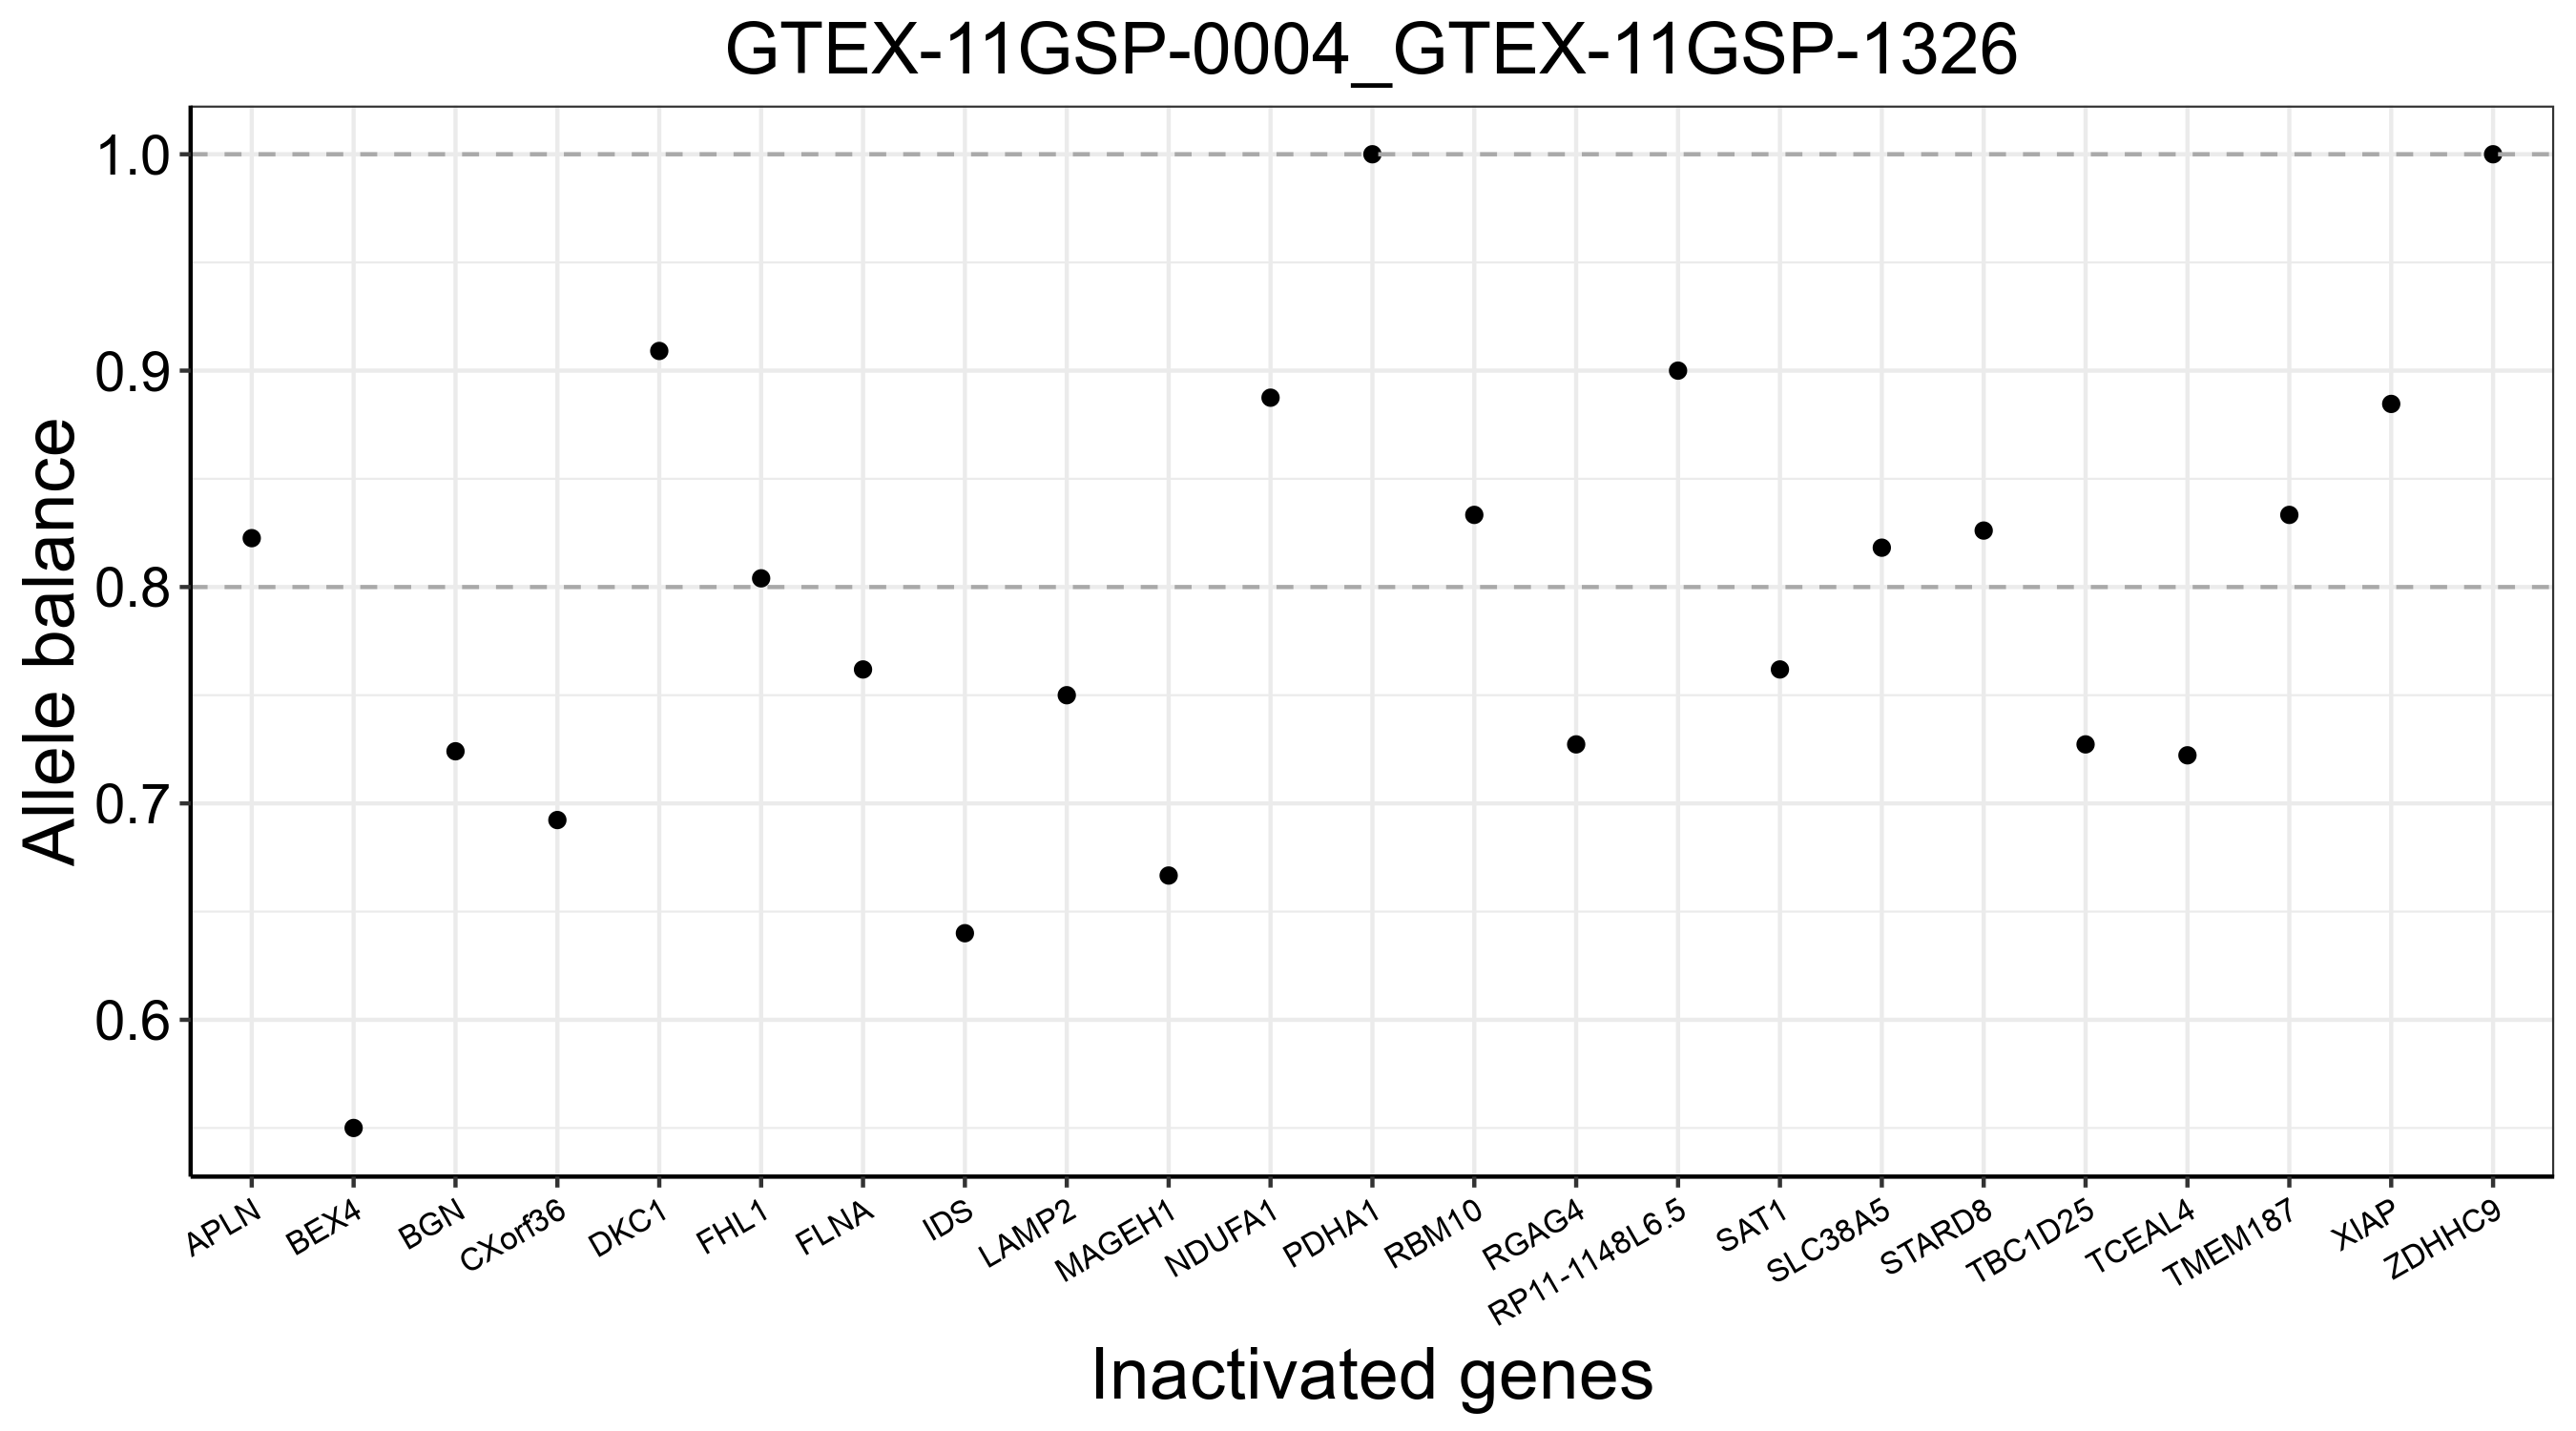 GTEX-11GSP-0004_GTEX-11GSP-1326
Allele balance
1.0
0.9
0.8
0.7
0.6
APLN
BEX4
BGN
CXorf36
DKC1
FHL1
FLNA
IDS
LAMP2
MAGEH1
NDUFA1
PDHA1
RBM10
RGAG4
RP11-1148L6.5
SAT1
SLC38A5
STARD8
TBC1D25
TCEAL4
TMEM187
XIAP
ZDHHC9
Inactivated genes